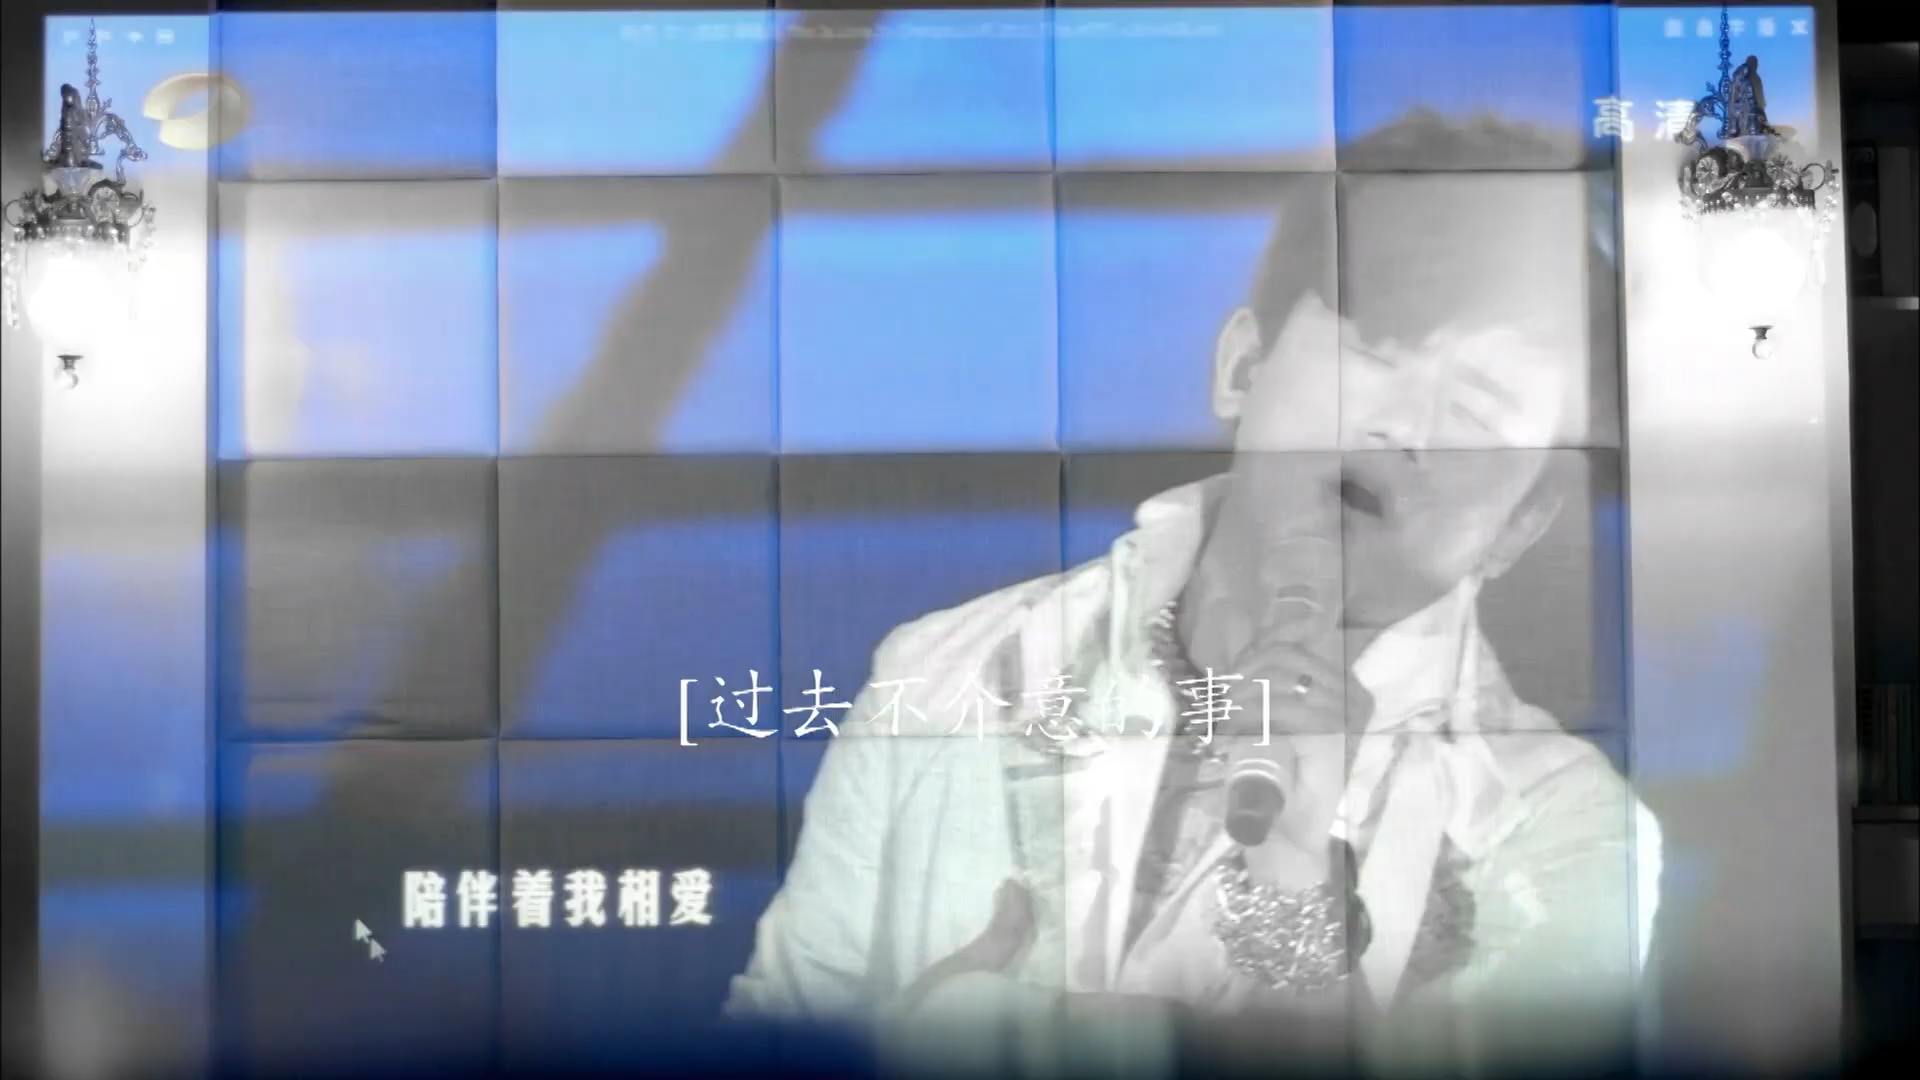 高清
[过去不介意的事]
陪伴着我相爱